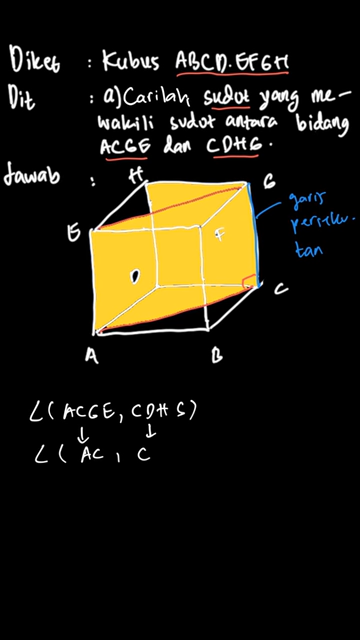 Diket : Kubus ABCD.EFGH
Dit : a) Carilah sudut yang me-
wakili sudut antara bidang
ACGE dan CDHG.
Jawab :
H
G
garis
perseku
tan
E
F
D
C
A
B
∠(ACGE, CDHG)
↓ ↓
∠( AC, C